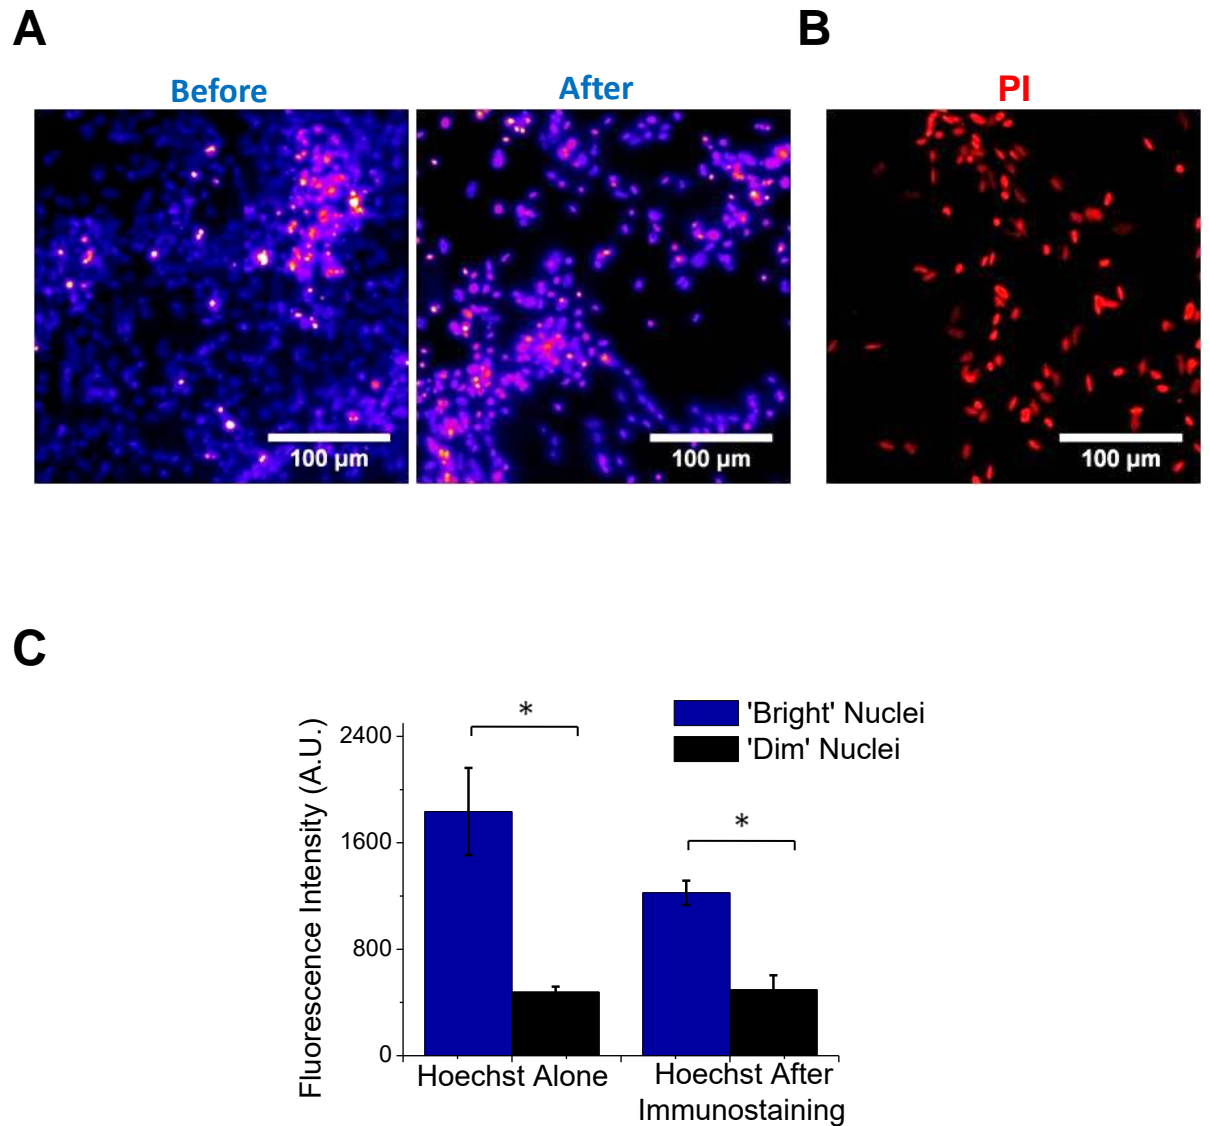 A
B
Before
After
PI
100 µm
100 µm
100 µm
C
Fluorescence Intensity (A.U.)
2400
1600
800
0
*
*
'Bright' Nuclei
'Dim' Nuclei
Hoechst Alone
Hoechst After
Immunostaining